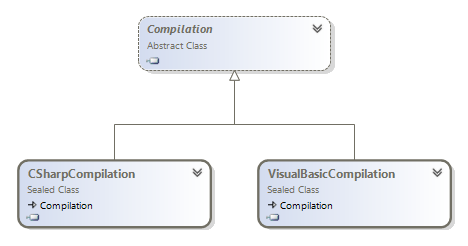 Compilation
Abstract Class
CSharpCompilation
Sealed Class
Compilation
VisualBasicCompilation
Sealed Class
Compilation